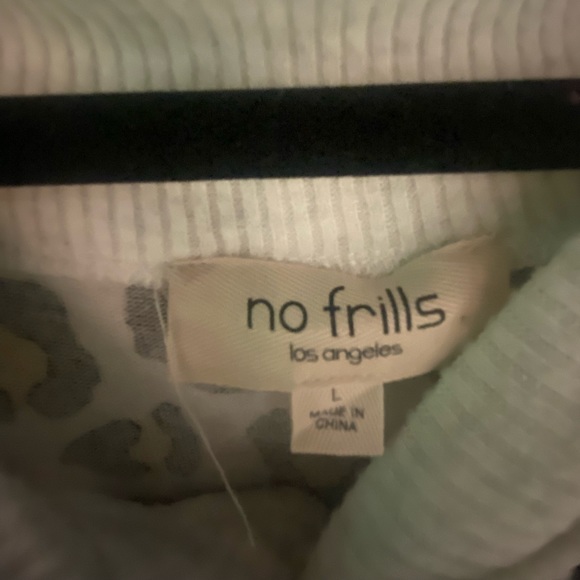 no frills
los angeles
L
MADE IN
CHINA